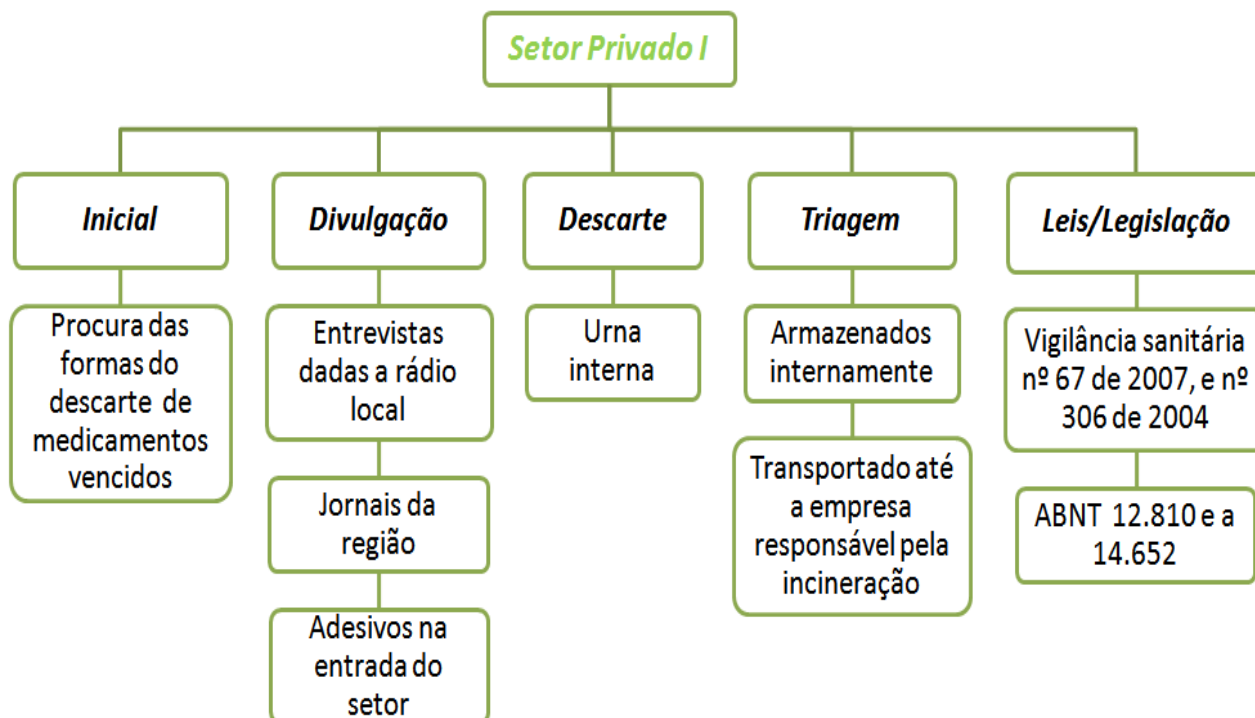 Setor Privado I
Inicial
Divulgação
Descarte
Triagem
Leis/Legislação
Procura das
formas do
descarte de
medicamentos
vencidos
Entrevistas
dadas a rádio
local
Jornais da
região
Adesivos na
entrada do
setor
Urna
interna
Armazenados
internamente
Transportado até
a empresa
responsável pela
incineração
Vigilância sanitária
nº 67 de 2007, e nº
306 de 2004
ABNT 12.810 e a
14.652